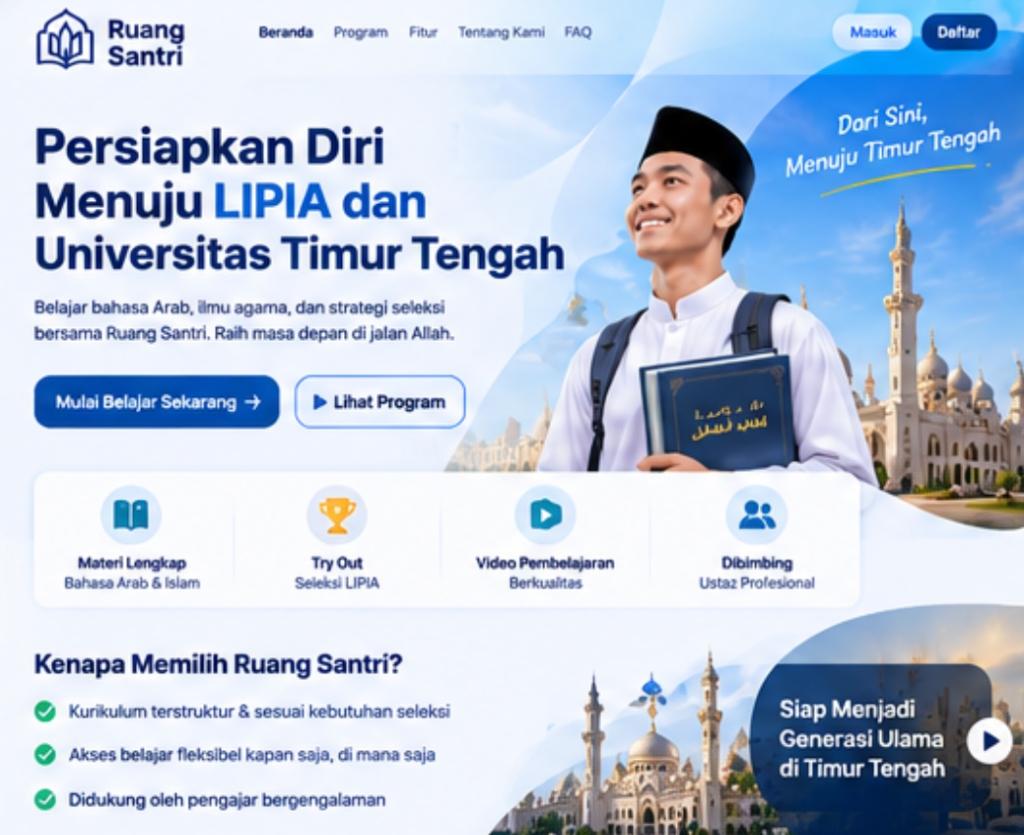 Ruang
Santri
Beranda Program Fitur Tentang Kami FAQ
Masuk Daftar
Dari Sini,
Menuju Timur Tengah
Persiapkan Diri
Menuju LIPIA dan
Universitas Timur Tengah
Belajar bahasa Arab, ilmu agama, dan strategi seleksi
bersama Ruang Santri. Raih masa depan di jalan Allah.
Mulai Belajar Sekarang → Lihat Program
Materi Lengkap
Bahasa Arab & Islam
Try Out
Seleksi LIPIA
Video Pembelajaran
Berkualitas
Dibimbing
Ustaz Profesional
Kenapa Memilih Ruang Santri?
Kurikulum terstruktur & sesuai kebutuhan seleksi
Akses belajar fleksibel kapan saja, di mana saja
Didukung oleh pengajar bergengalaman
Siap Menjadi
Generasi Ulama
di Timur Tengah